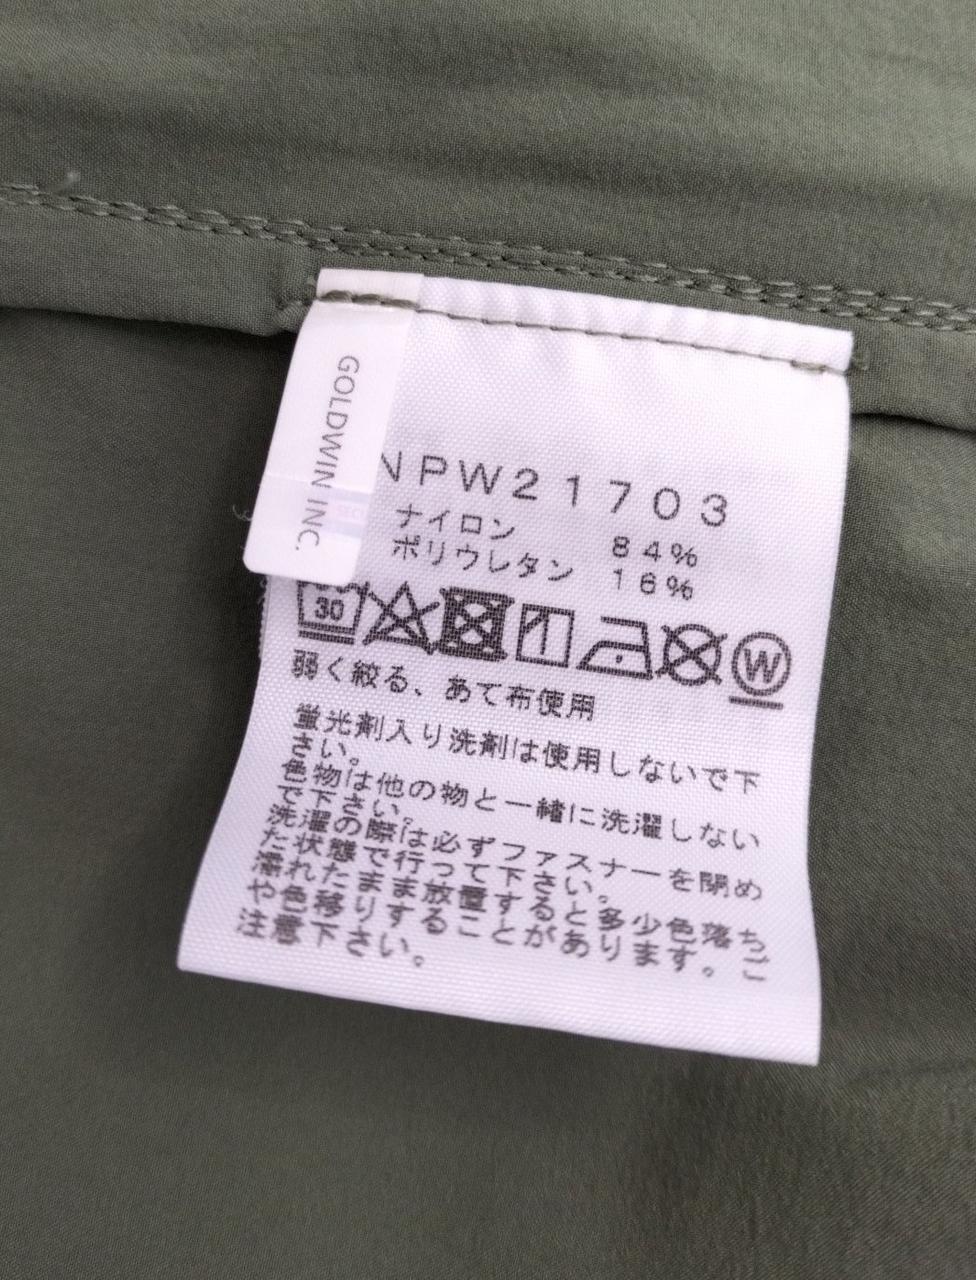 GOLDWIN INC.
NPW21703
ナイロン 84%
ポリウレタン 16%
30
W
弱く絞る、あて布使用
蛍光剤入り洗剤は使用しないで下
さい。
色物は他の物と一緒に洗濯しない
で下さい。
洗濯の際は必ずファスナーを閉め
た状態で行って下さい。
濡れたまま放置すると多少色落ち
や色移りすることがあります。ご
注意下さい。